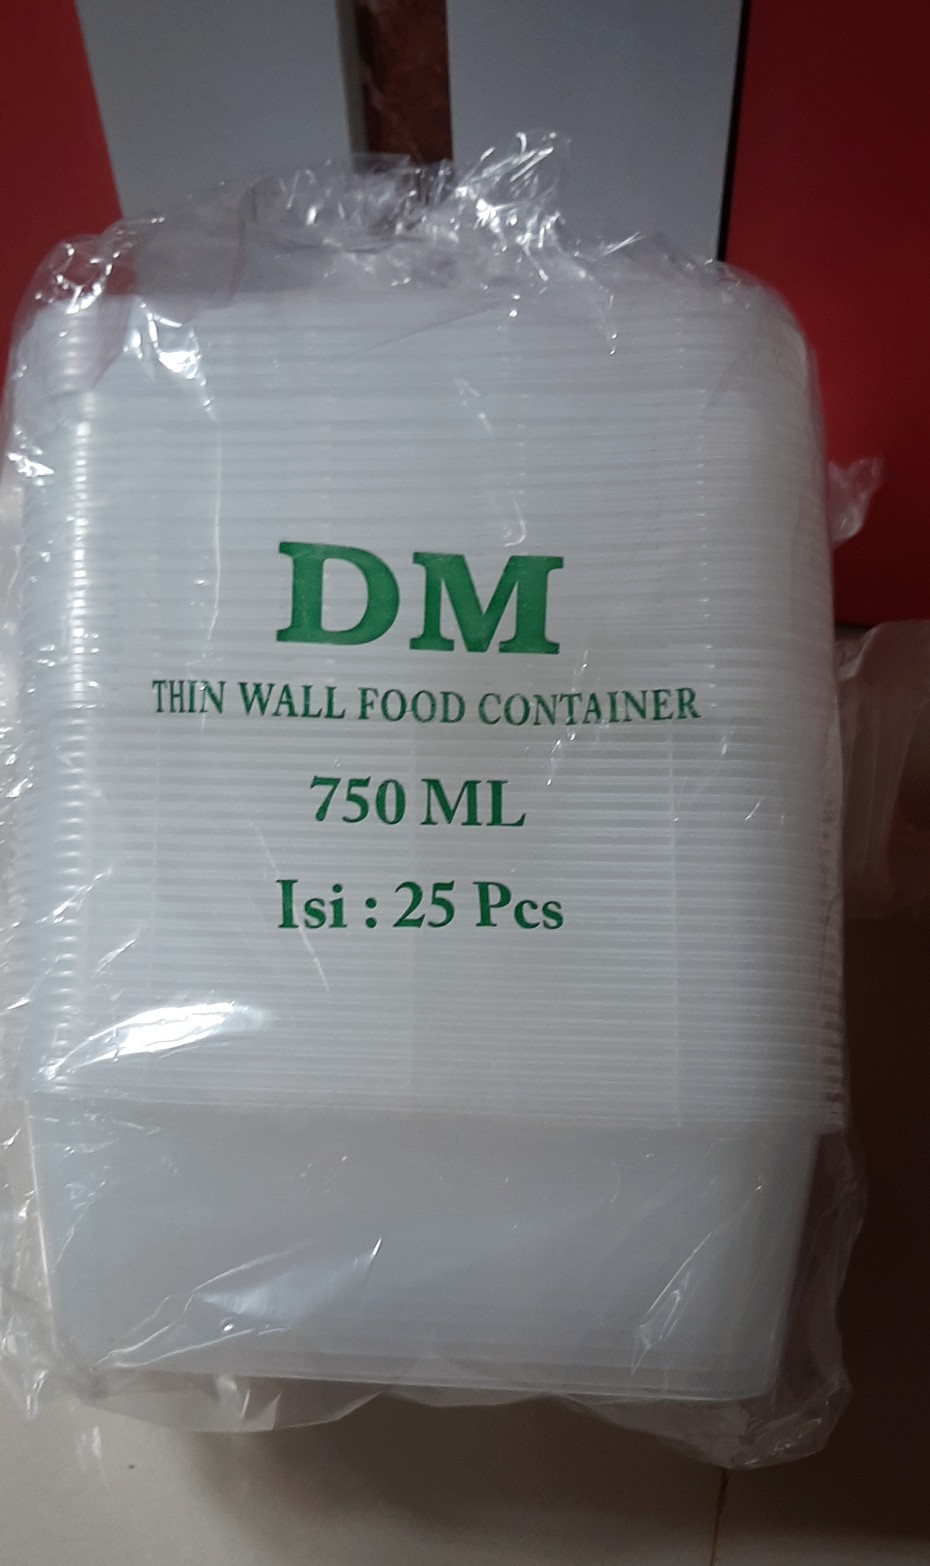 DM
THIN WALL FOOD CONTAINER
750 ML
Isi : 25 Pcs